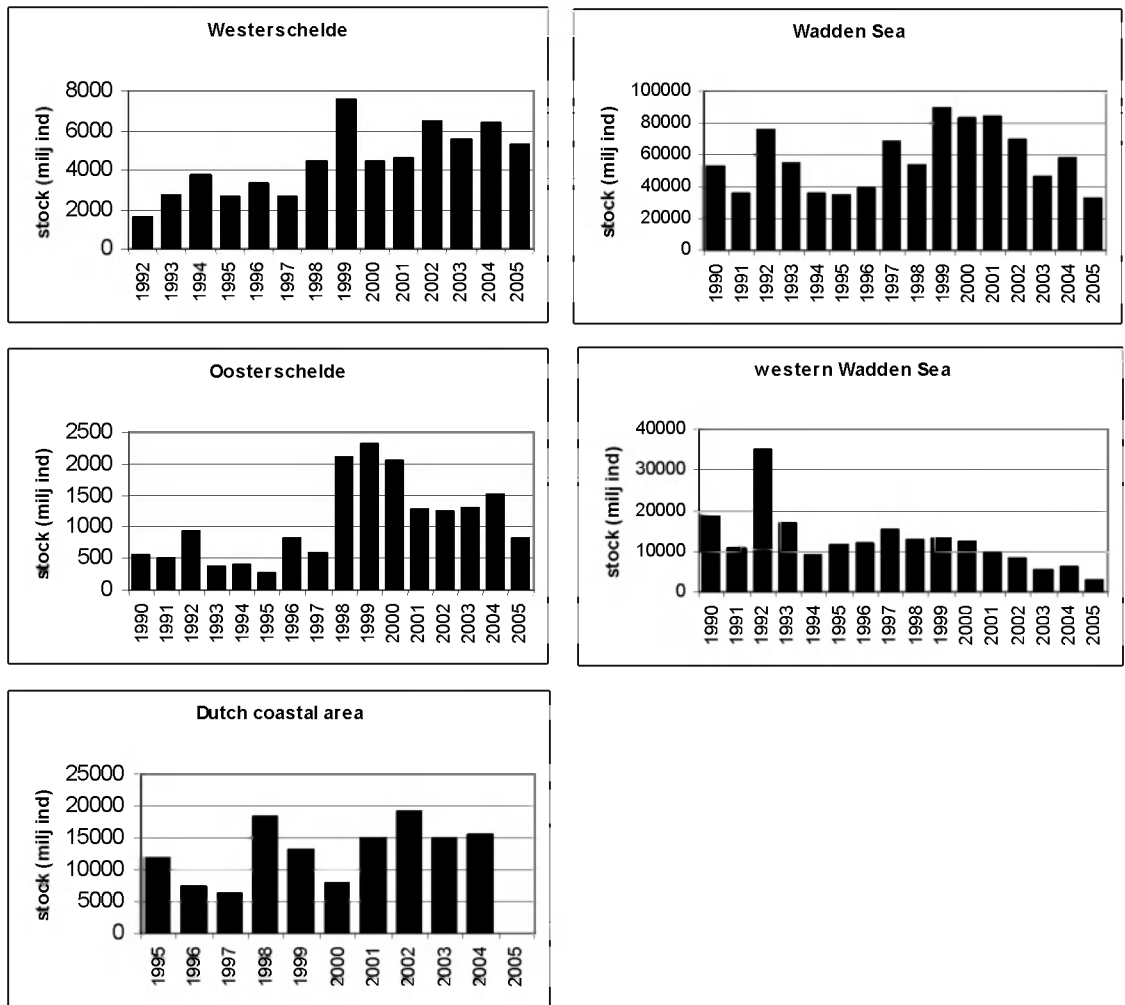 Westerschelde
stock (milj ind)
8000
6000
4000
2000
0
1992 1993 1994 1995 1996 1997 1998 1999 2000 2001 2002 2003 2004 2005
Wadden Sea
stock (milj ind)
100000
80000
60000
40000
20000
0
1990 1991 1992 1993 1994 1995 1996 1997 1998 1999 2000 2001 2002 2003 2004 2005
Oosterschelde
stock (milj ind)
2500
2000
1500
1000
500
0
1990 1991 1992 1993 1994 1995 1996 1997 1998 1999 2000 2001 2002 2003 2004 2005
western Wadden Sea
stock (milj ind)
40000
30000
20000
10000
0
1990 1991 1992 1993 1994 1995 1996 1997 1998 1999 2000 2001 2002 2003 2004 2005
Dutch coastal area
stock (milj ind)
25000
20000
15000
10000
5000
0
1995 1996 1997 1998 1999 2000 2001 2002 2003 2004 2005